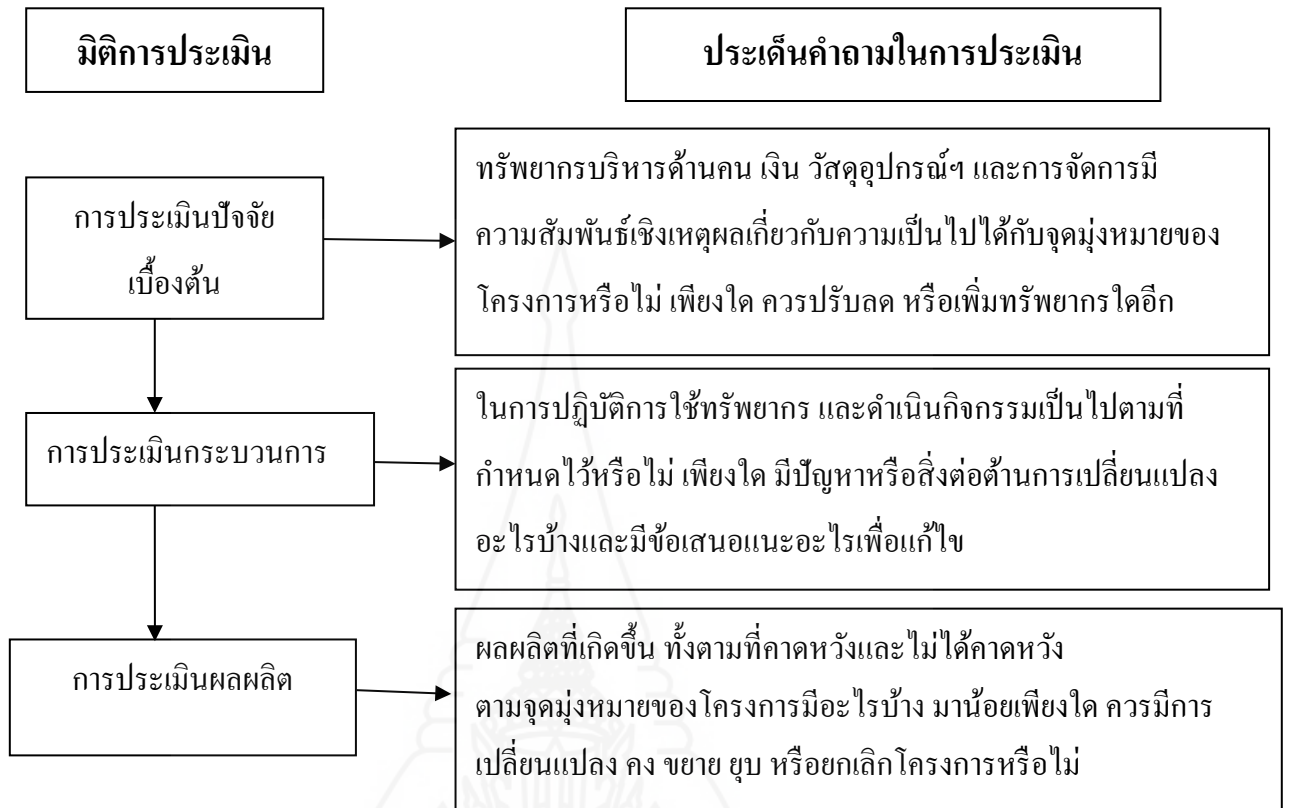 มิติการประเมิน
ประเด็นคำถามในการประเมิน
การประเมินปัจจัย
เบื้องต้น
ทรัพยากรบริหารด้านคน เงิน วัสดุอุปกรณ์ฯ และการจัดการมี
ความสัมพันธ์เชิงเหตุผลเกี่ยวกับความเป็นไปได้กับจุดมุ่งหมายของ
โครงการหรือไม่ เพียงใด ควรปรับลด หรือเพิ่มทรัพยากรใดอีก
การประเมินกระบวนการ
ในการปฏิบัติการใช้ทรัพยากร และดำเนินกิจกรรมเป็นไปตามที่
กำหนดไว้หรือไม่ เพียงใด มีปัญหาหรือสิ่งต่อต้านการเปลี่ยนแปลง
อะไรบ้างและมีข้อเสนอแนะอะไรเพื่อแก้ไข
การประเมินผลผลิต
ผลผลิตที่เกิดขึ้น ทั้งตามที่คาดหวังและไม่ได้คาดหวัง
ตามจุดมุ่งหมายของโครงการมีอะไรบ้าง มาน้อยเพียงใด ควรมีการ
เปลี่ยนแปลง คง ขยาย ยุบ หรือยกเลิกโครงการหรือไม่